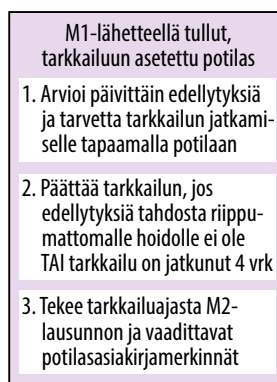 M1-lähetteellä tullut,
tarkkailuun asetettu potilas
1. Arvioi päivittäin edellytyksiä
ja tarvetta tarkkailun jatkami-
selle tapaamalla potilaan
2. Päättää tarkkailun, jos
edellytyksiä tahdosta riippu-
mattomalle hoidolle ei ole
TAI tarkkailu on jatkunut 4 vrk
3. Tekee tarkkailuajasta M2-
lausunnon ja vaadittavat
potilasasiakirjamerkinnät